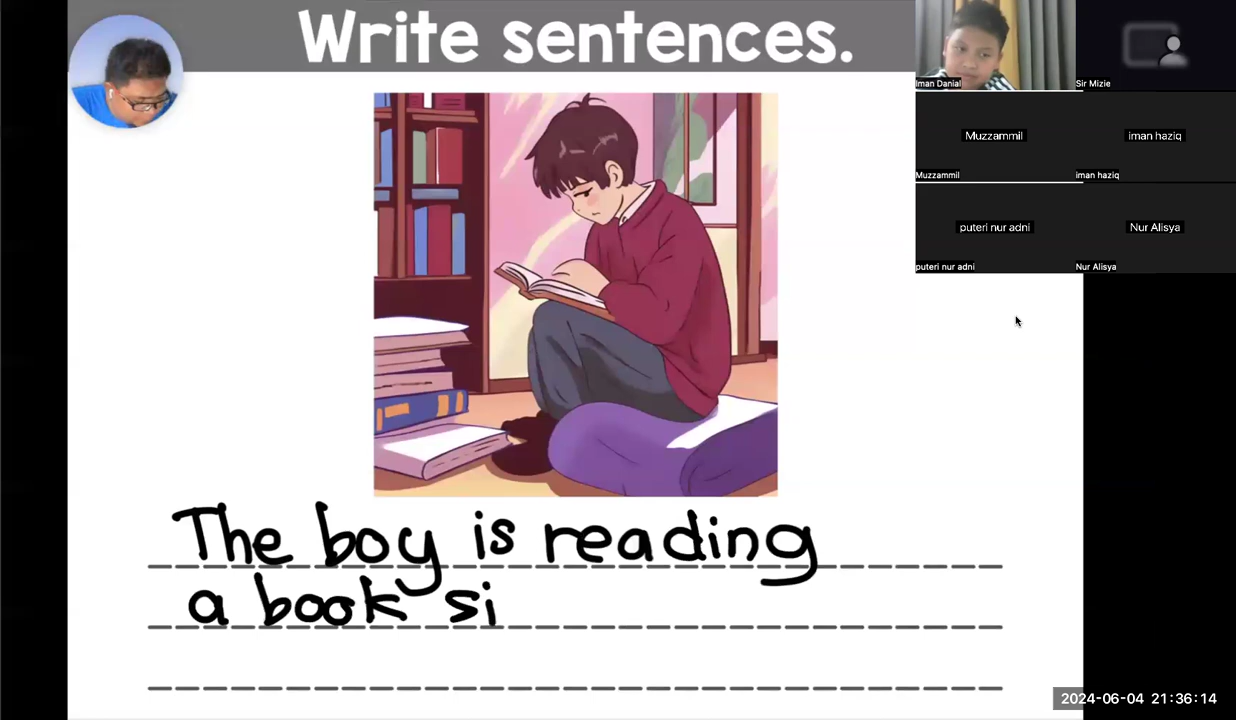 Write sentences.
Iman Danial
Sir Mizie
Muzzammil
iman haziq
Muzzammil
iman haziq
puteri nur adni
Nur Alisya
puteri nur adni
Nur Alisya
The boy is reading
a book si
2024-06-04 21:36:14